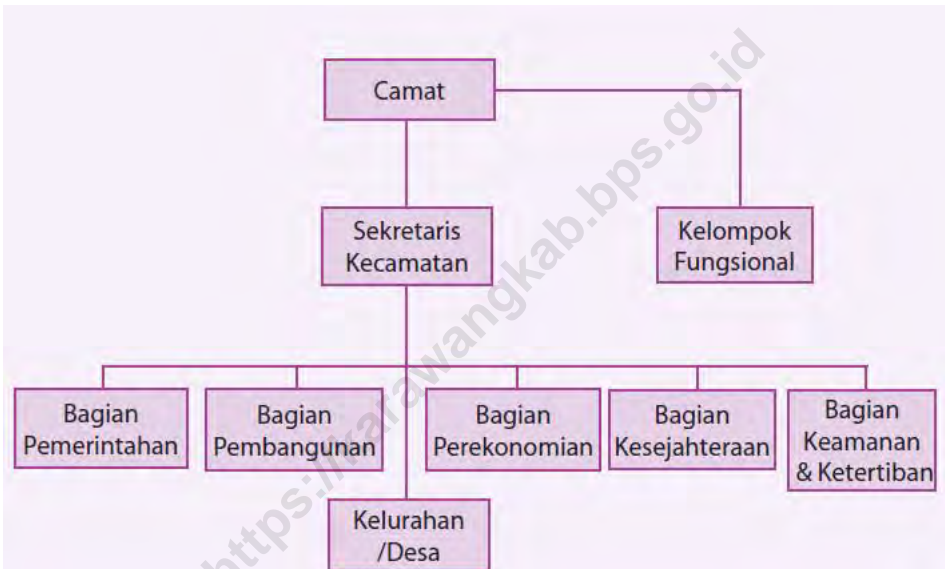 Camat
Sekretaris
Kecamatan
Kelompok
Fungsional
Bagian
Pemerintahan
Bagian
Pembangunan
Bagian
Perekonomian
Bagian
Kesejahteraan
Bagian
Keamanan
& Ketertiban
Kelurahan
/Desa
https://karawangkab.bps.go.id